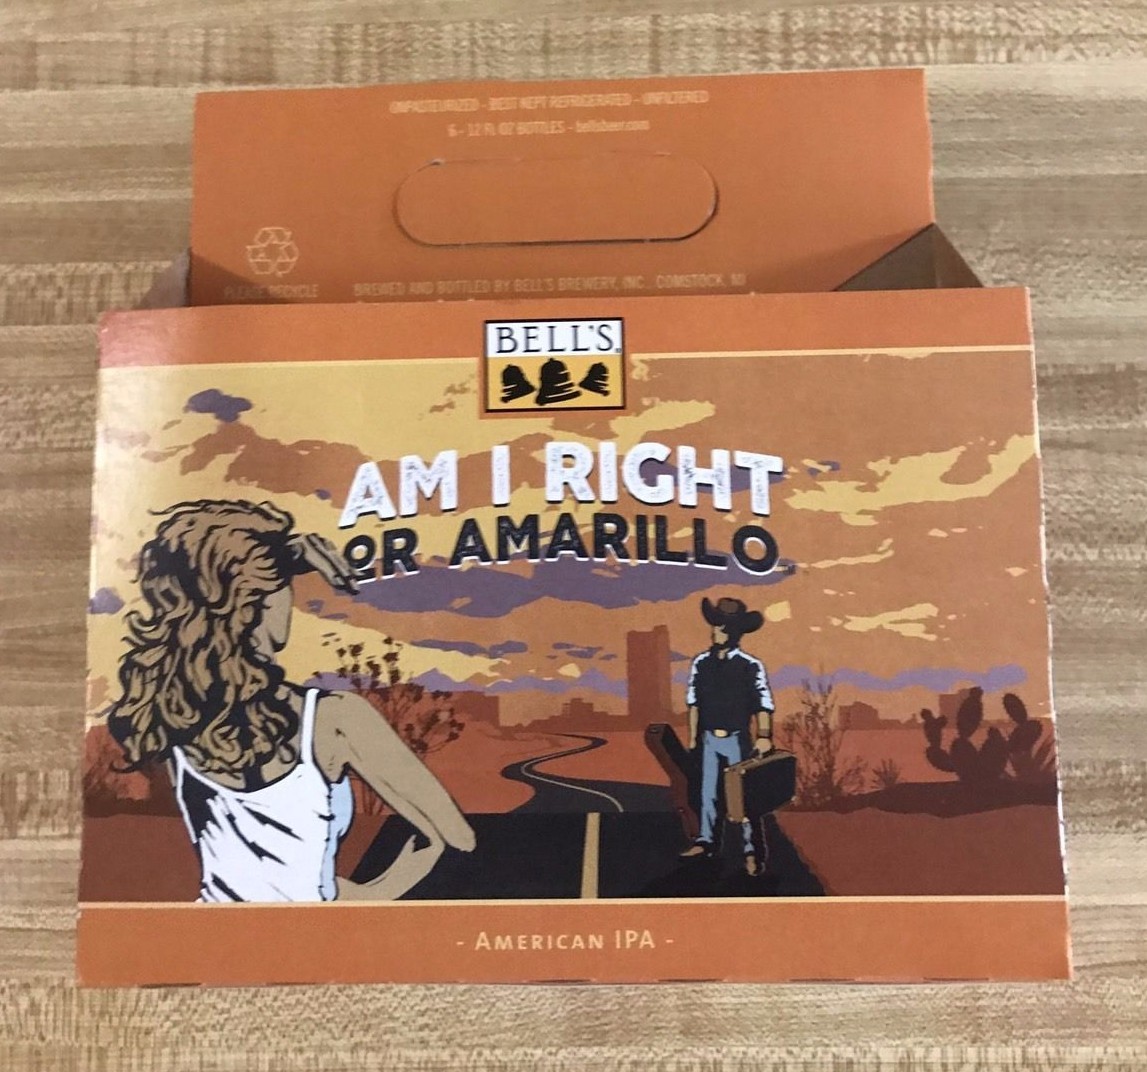 UNPASTEURIZED - BEST KEPT REFRIGERATED - UNFILTERED
6 - 12 FL OZ BOTTLES - bellsbeer.com
PLEASE RECYCLE
BREWED AND BOTTLED BY BELL'S BREWERY, INC., COMSTOCK, MI
BELL'S
AM I RIGHT
OR AMARILLO
- AMERICAN IPA -